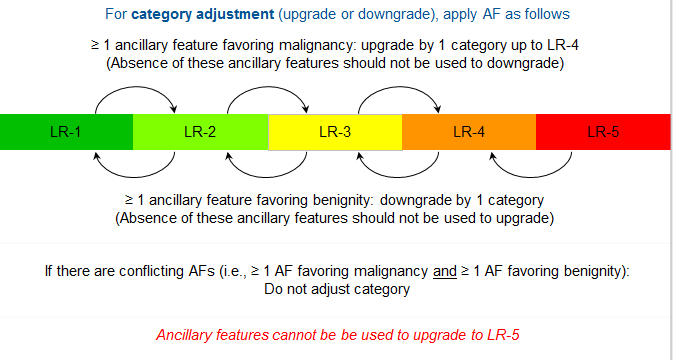 For category adjustment (upgrade or downgrade), apply AF as follows
≥ 1 ancillary feature favoring malignancy: upgrade by 1 category up to LR-4
(Absence of these ancillary features should not be used to downgrade)
LR-1 LR-2 LR-3 LR-4 LR-5
≥ 1 ancillary feature favoring benignity: downgrade by 1 category
(Absence of these ancillary features should not be used to upgrade)
If there are conflicting AFs (i.e., ≥ 1 AF favoring malignancy and ≥ 1 AF favoring benignity):
Do not adjust category
Ancillary features cannot be be used to upgrade to LR-5